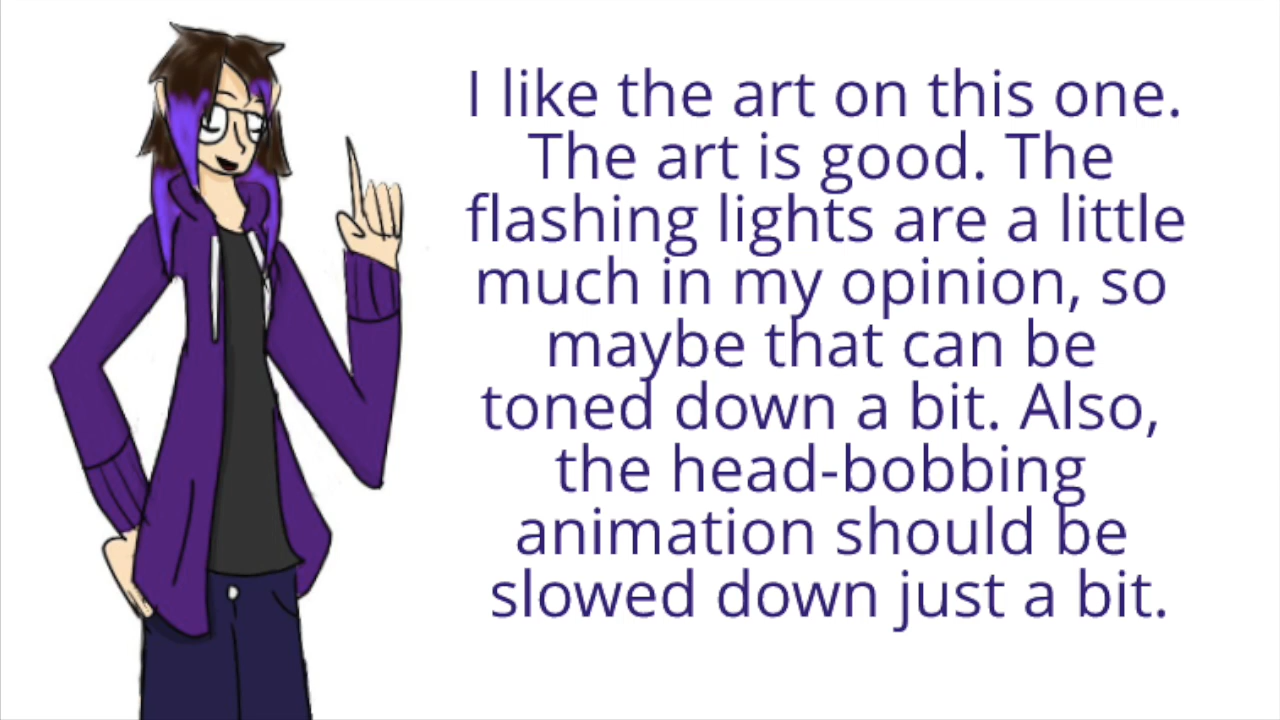 I like the art on this one.
The art is good. The
flashing lights are a little
much in my opinion, so
maybe that can be
toned down a bit. Also,
the head-bobbing
animation should be
slowed down just a bit.